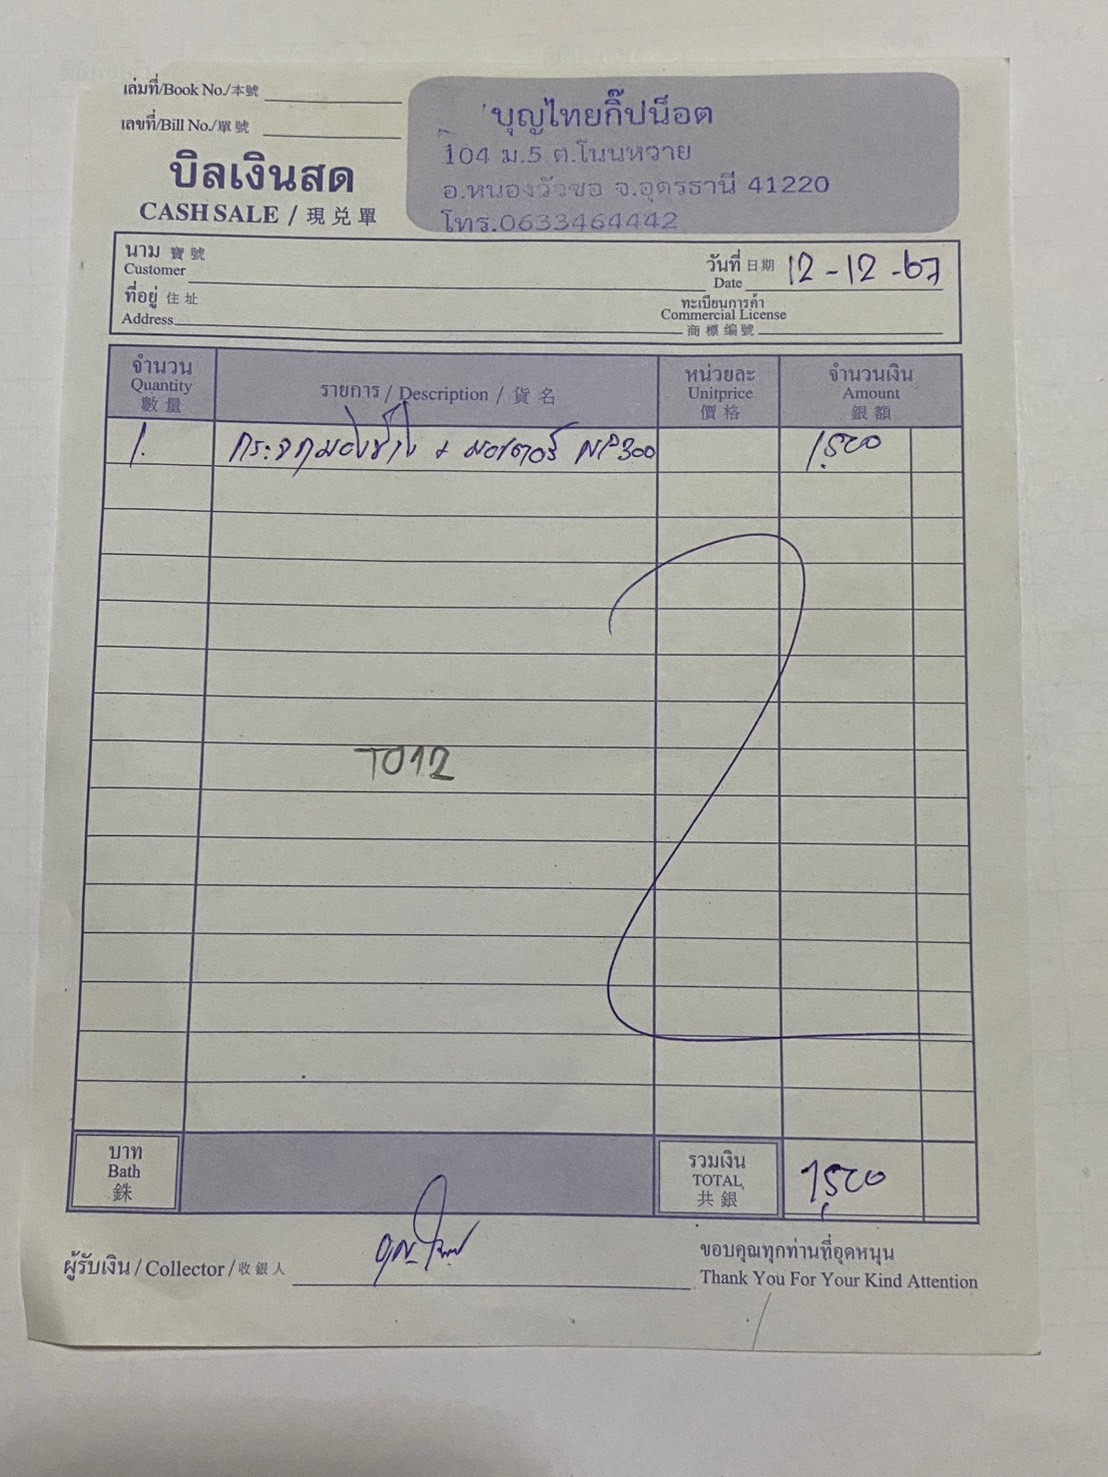 เล่มที่/Book No./本號
เลขที่/Bill No./單號
บิลเงินสด
CASH SALE / 現兑單
บุญไทยกิ๊ปน็อต
104 ม.5 ต.โนนหวาย
อ.หนองวัวซอ จ.อุดรธานี 41220
โทร.0633464442
นาม 寶號
Customer
วันที่ 日期 12-12-67
Date
ที่อยู่ 住址
Address
ทะเบียนการค้า
Commercial License
商標編號
จำนวน
Quantity
數量
รายการ / Description / 貨名
หน่วยละ
Unitprice
價格
จำนวนเงิน
Amount
銀額
1. กระจกมองข้าง + มอเตอร์ NP300 1,500
T012
บาท
Bath
銖
รวมเงิน
TOTAL
共銀
1,500
ผู้รับเงิน / Collector / 收銀人
ขอบคุณทุกท่านที่อุดหนุน
Thank You For Your Kind Attention